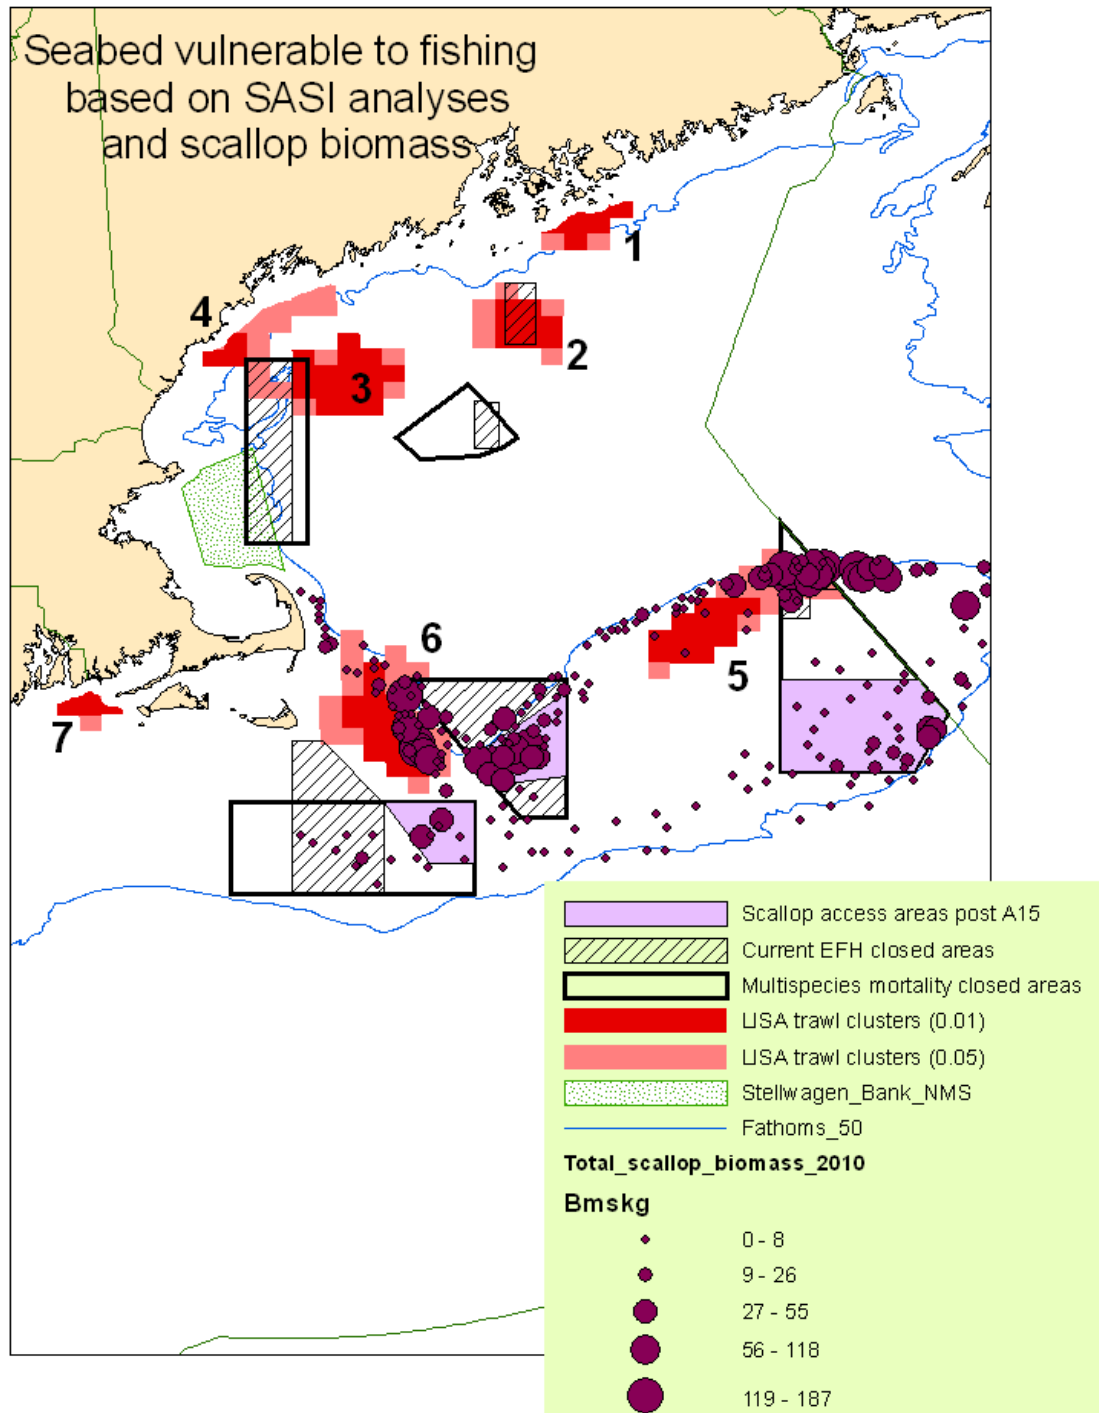 Seabed vulnerable to fishing
based on SASI analyses
and scallop biomass
1
4
2
3
6
5
7
Scallop access areas post A15
Current EFH closed areas
Multispecies mortality closed areas
LISA trawl clusters (0.01)
LISA trawl clusters (0.05)
Stellwagen_Bank_NMS
Fathoms_50
Total_scallop_biomass_2010
Bmskg
0 - 8
9 - 26
27 - 55
56 - 118
119 - 187